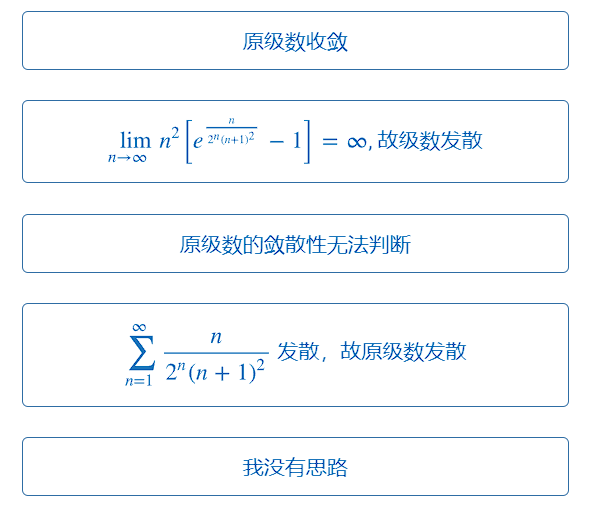 原级数收敛
$\lim_{n \to \infty} n^2 \left[ e^{\frac{n}{2^n(n+1)^2}} - 1 \right] = \infty$, 故级数发散
原级数的敛散性无法判断
$\sum_{n=1}^{\infty} \frac{n}{2^n(n+1)^2}$ 发散，故原级数发散
我没有思路